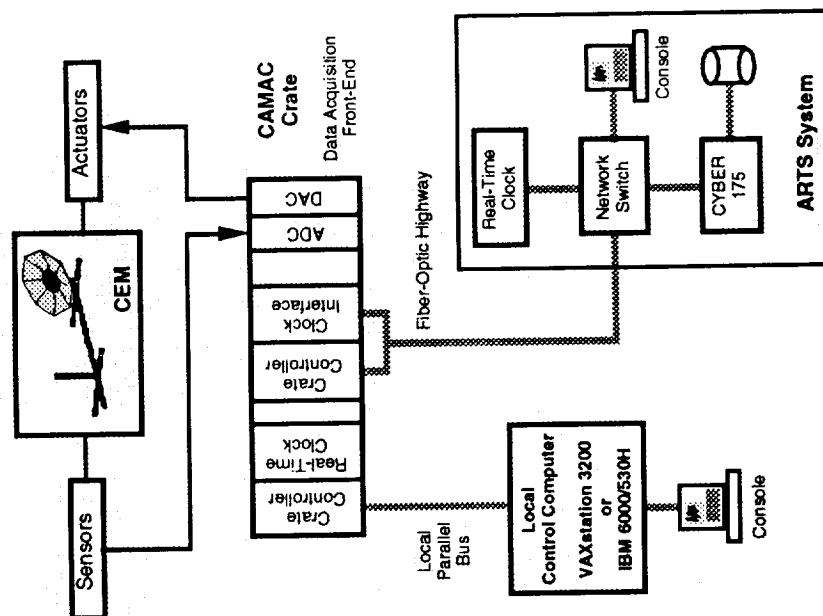 Sensors
CEM
Actuators
Crate
Controller
Real-Time
Clock
Crate
Controller
Clock
Interface
ADC
DAC
CAMAC
Crate
Data Acquisition
Front-End
Local
Parallel
Bus
Fiber-Optic Highway
Local
Control Computer
VAXstation 3200
or
IBM 6000/530H
Console
Real-Time
Clock
Network
Switch
Console
CYBER
175
ARTS System